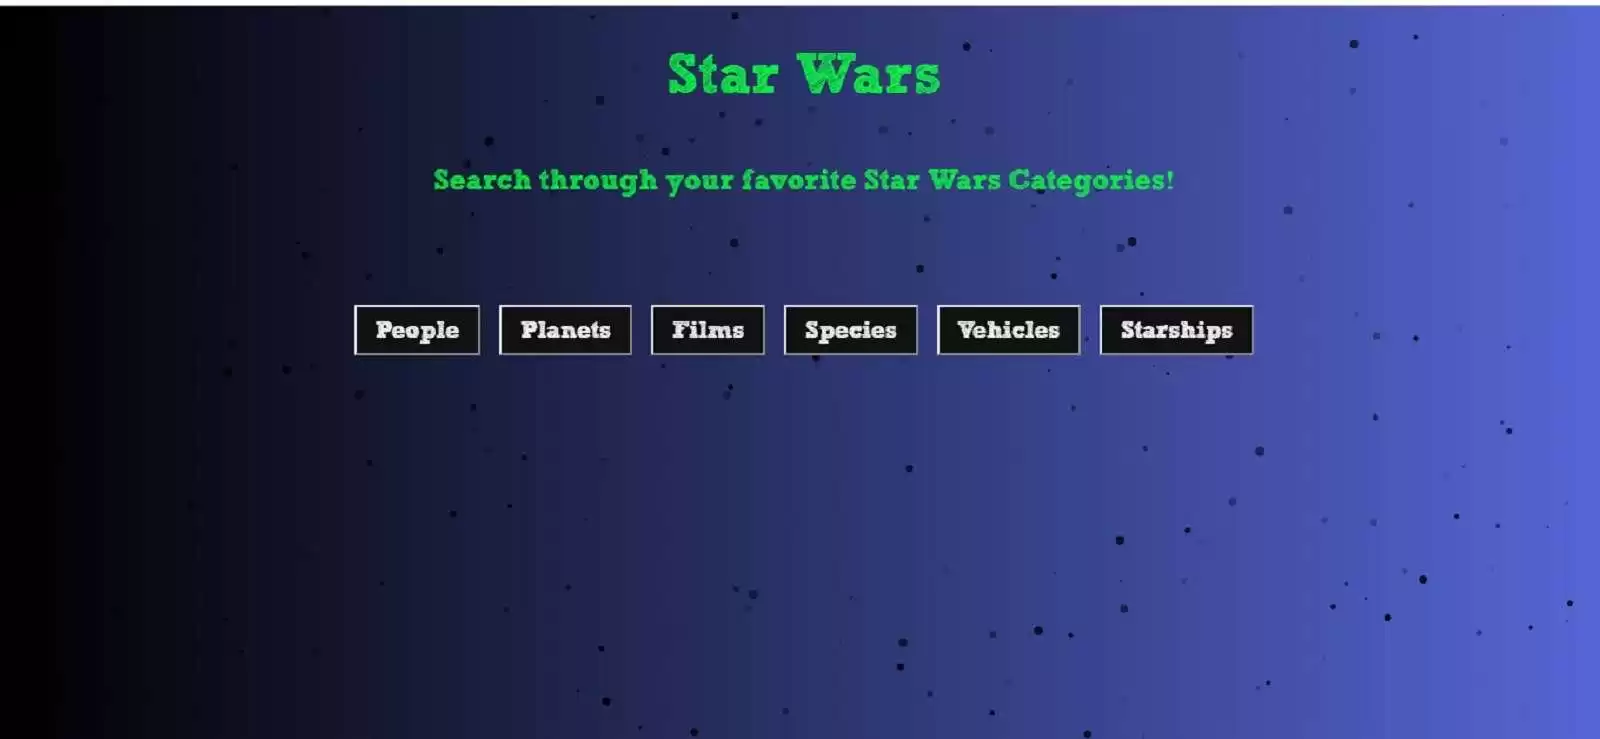 Star Wars
Search through your favorite Star Wars Categories!
People Planets Films Species Vehicles Starships